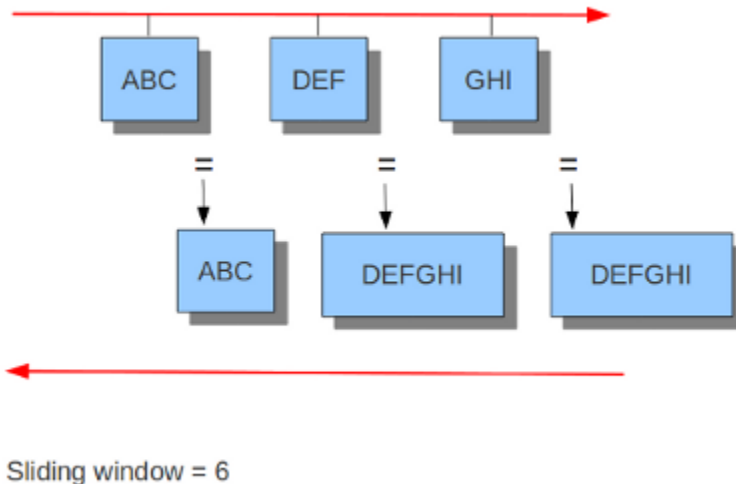 ABC DEF GHI
= = =
ABC DEFGHI DEFGHI
Sliding window = 6